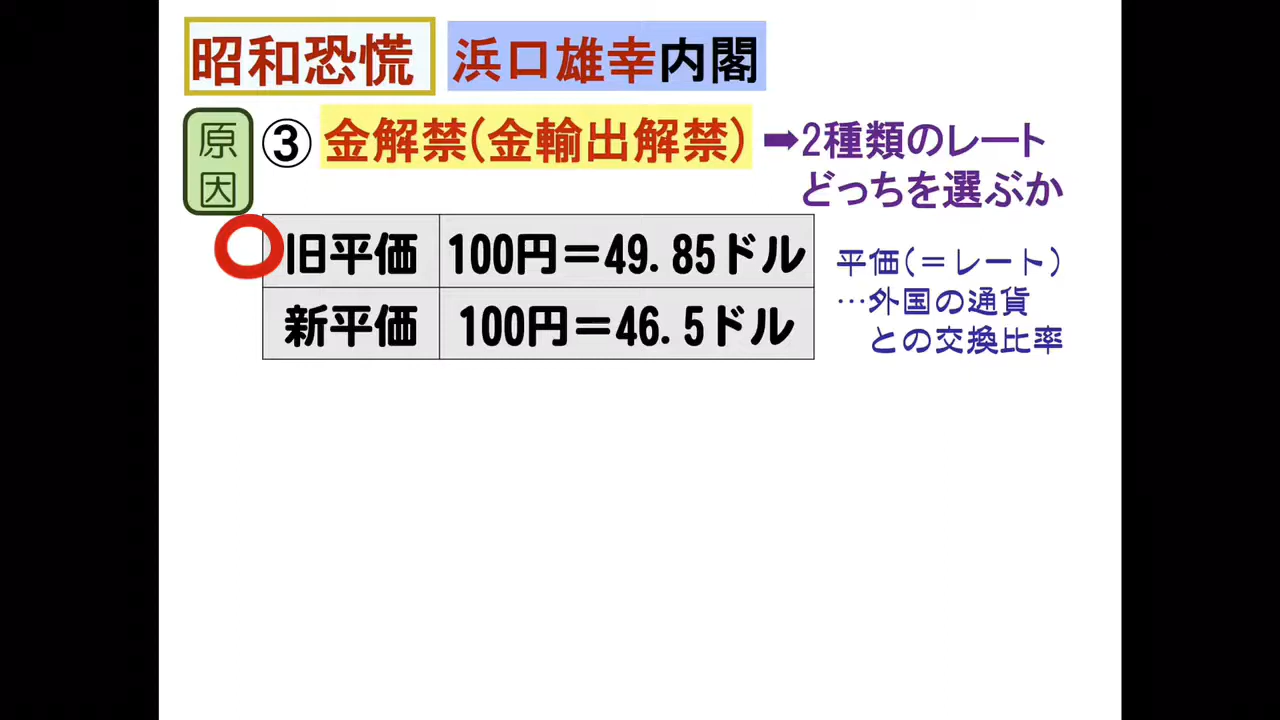 昭和恐慌 浜口雄幸内閣
原因 ③ 金解禁(金輸出解禁) ➡2種類のレート
どっちを選ぶか
旧平価 100円＝49.85ドル
新平価 100円＝46.5ドル
平価(＝レート)
…外国の通貨
との交換比率